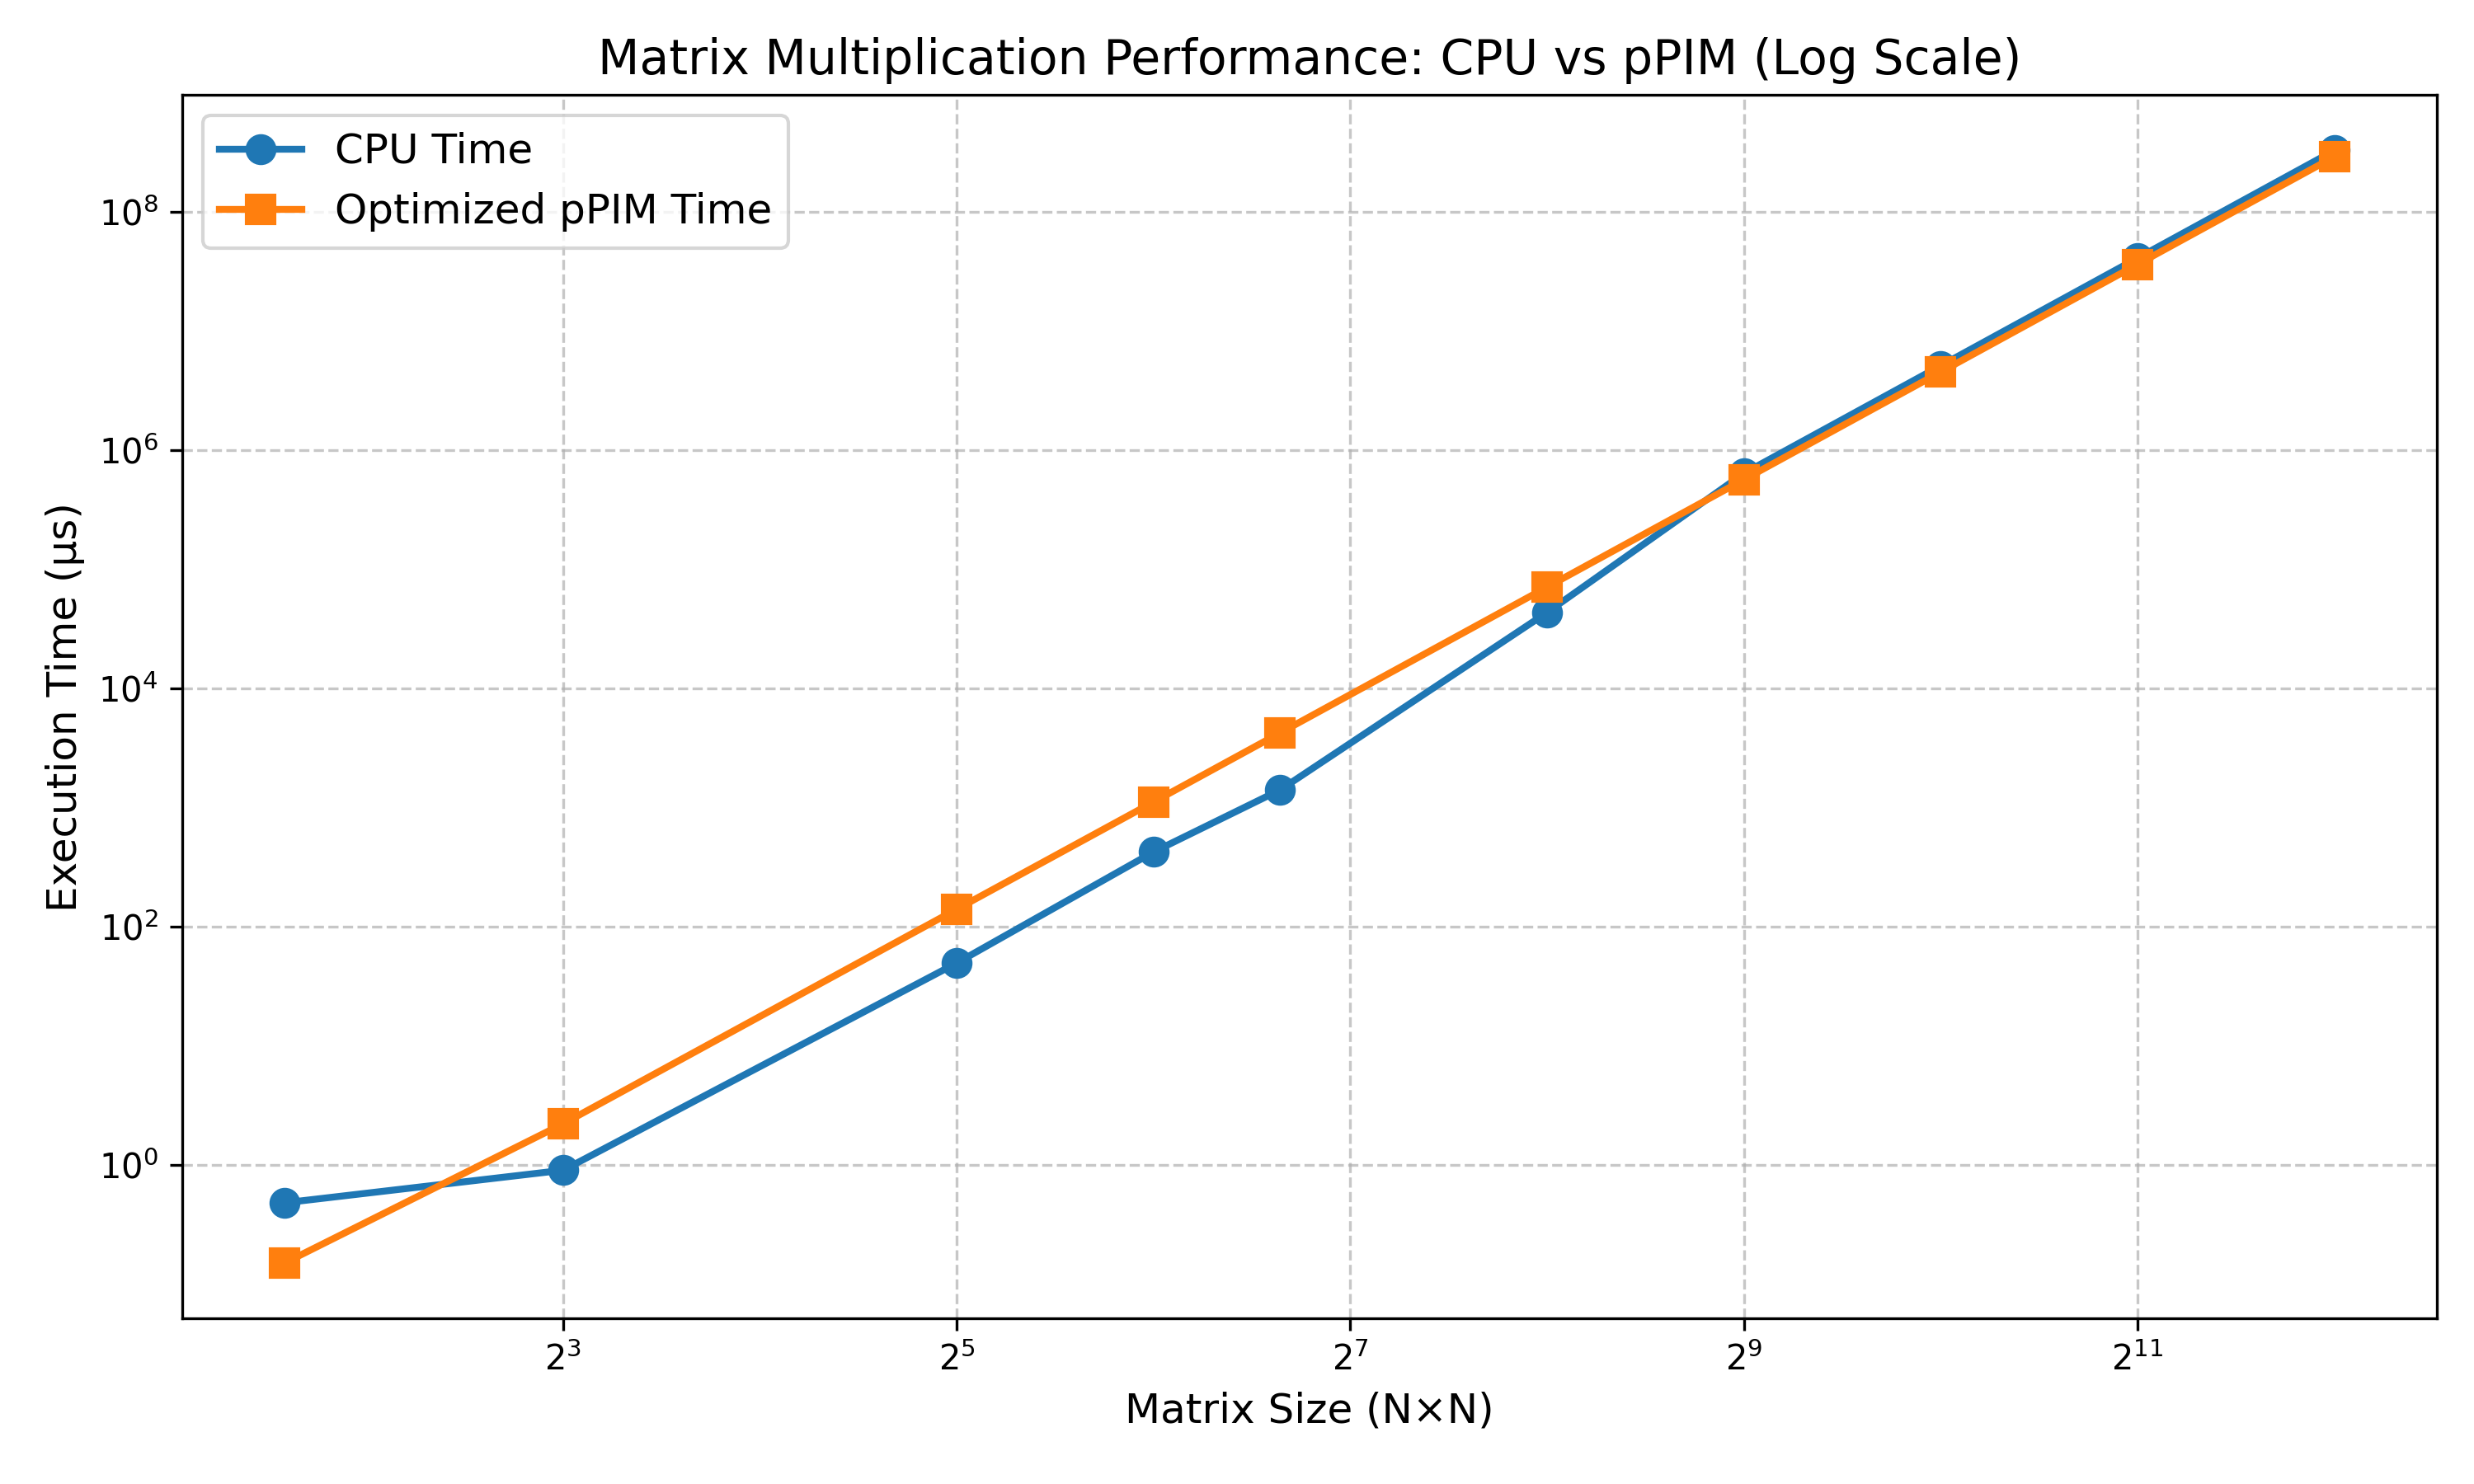 Matrix Multiplication Performance: CPU vs pPIM (Log Scale)
CPU Time
Optimized pPIM Time
Execution Time (µs)
10⁸
10⁶
10⁴
10²
10⁰
2³
2⁵
2⁷
2⁹
2¹¹
Matrix Size (N×N)